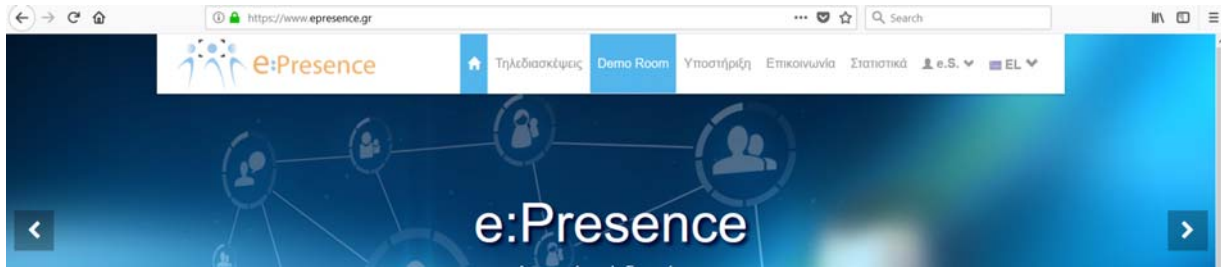 https://www.epresence.gr
Search
e:Presence
Τηλεδιασκέψεις Demo Room Υποστήριξη Επικοινωνία Στατιστικά e.S. EL
e:Presence